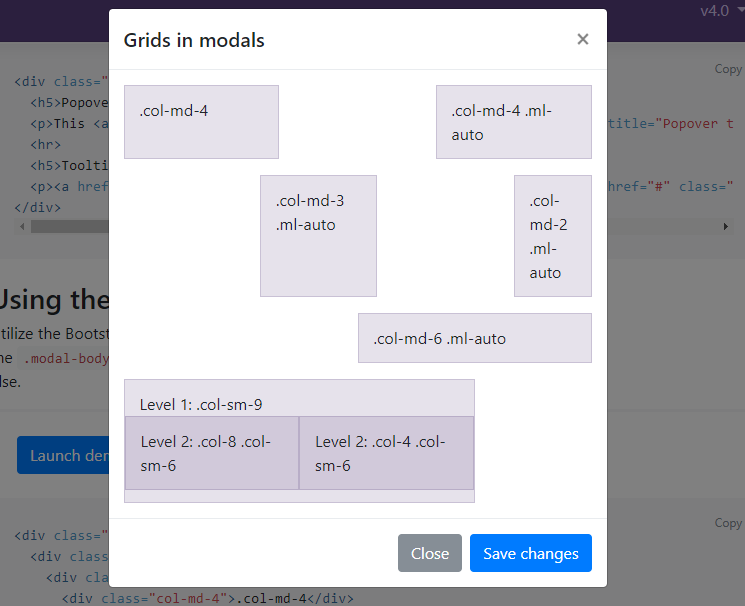 v4.0
Grids in modals
×
Copy
<div class="
<h5>Popove
<p>This <a
title="Popover t
<hr>
<h5>Toolti
<p><a href
href="#" class="
</div>
.col-md-4
.col-md-4 .ml-
auto
.col-md-3
.ml-auto
.col-
md-2
.ml-
auto
Using the
tilize the Bootst
.modal-body
.col-md-6 .ml-auto
Level 1: .col-sm-9
Level 2: .col-8 .col-
sm-6
Level 2: .col-4 .col-
sm-6
Launch der
Copy
Close
Save changes
<div class="
<div class
<div cla
<div class="col-md-4">.col-md-4</div>